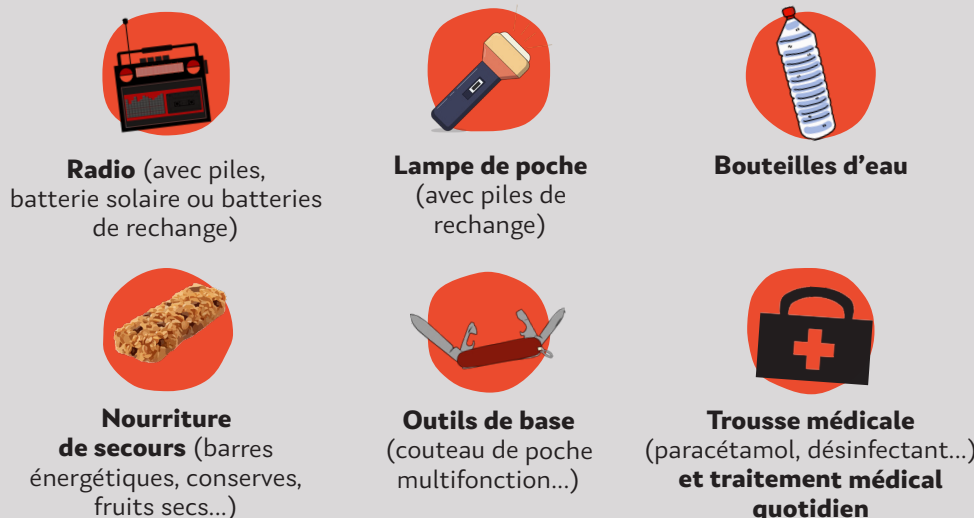 Radio (avec piles,
batterie solaire ou batteries
de rechange)
Lampe de poche
(avec piles de
rechange)
Bouteilles d’eau
Nourriture
de secours (barres
énergétiques, conserves,
fruits secs...)
Outils de base
(couteau de poche
multifonction...)
Trousse médicale
(paracétamol, désinfectant...)
et traitement médical
quotidien